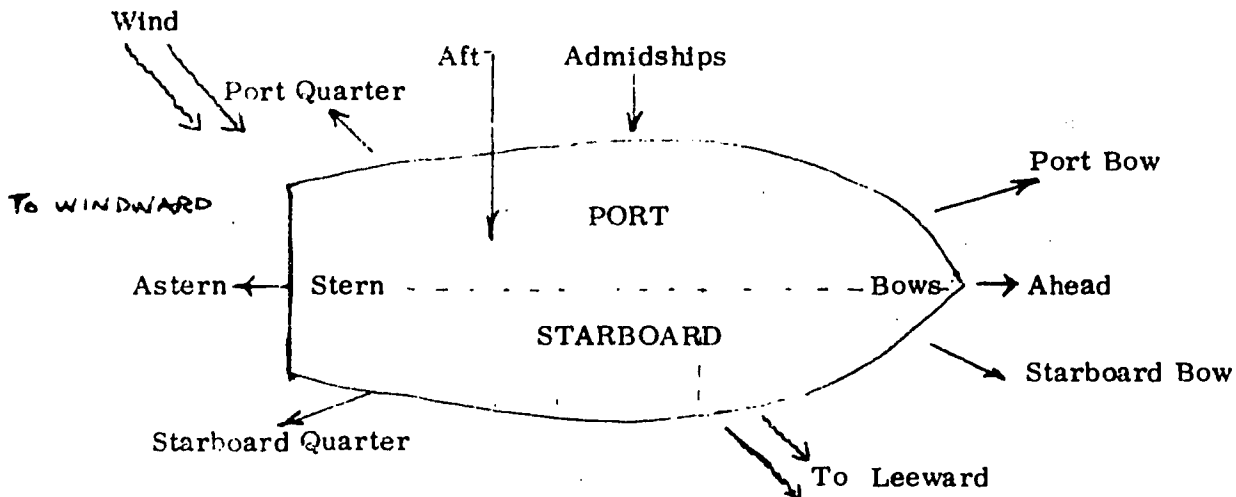 Wind
Aft
Admidships
Port Quarter
Port Bow
To WINDWARD
PORT
Astern
Stern
Bows
Ahead
STARBOARD
Starboard Bow
Starboard Quarter
To Leeward